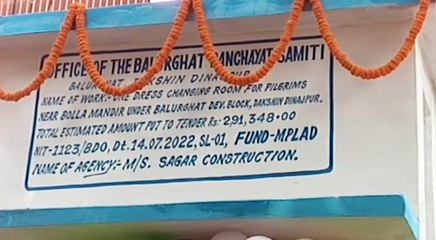 OFFICE OF THE BALURGHAT PANCHAYAT SAMITI
BALURGHAT, DAKSHIN DINAJPUR
NAME OF WORK:- ONE DRESS CHANGING ROOM FOR PILGRIMS
NEAR BOLLA MANDIR UNDER BALURGHAT DEV. BLOCK, DAKSHIN DINAJPUR.
TOTAL ESTIMATED AMOUNT PUT TO TENDER Rs:- 2,91,348.00
NIT-1123/BDO, Dt. 14.07.2022, SL-01, FUND-MPLAD
NAME OF AGENCY:- M/S. SAGAR CONSTRUCTION.